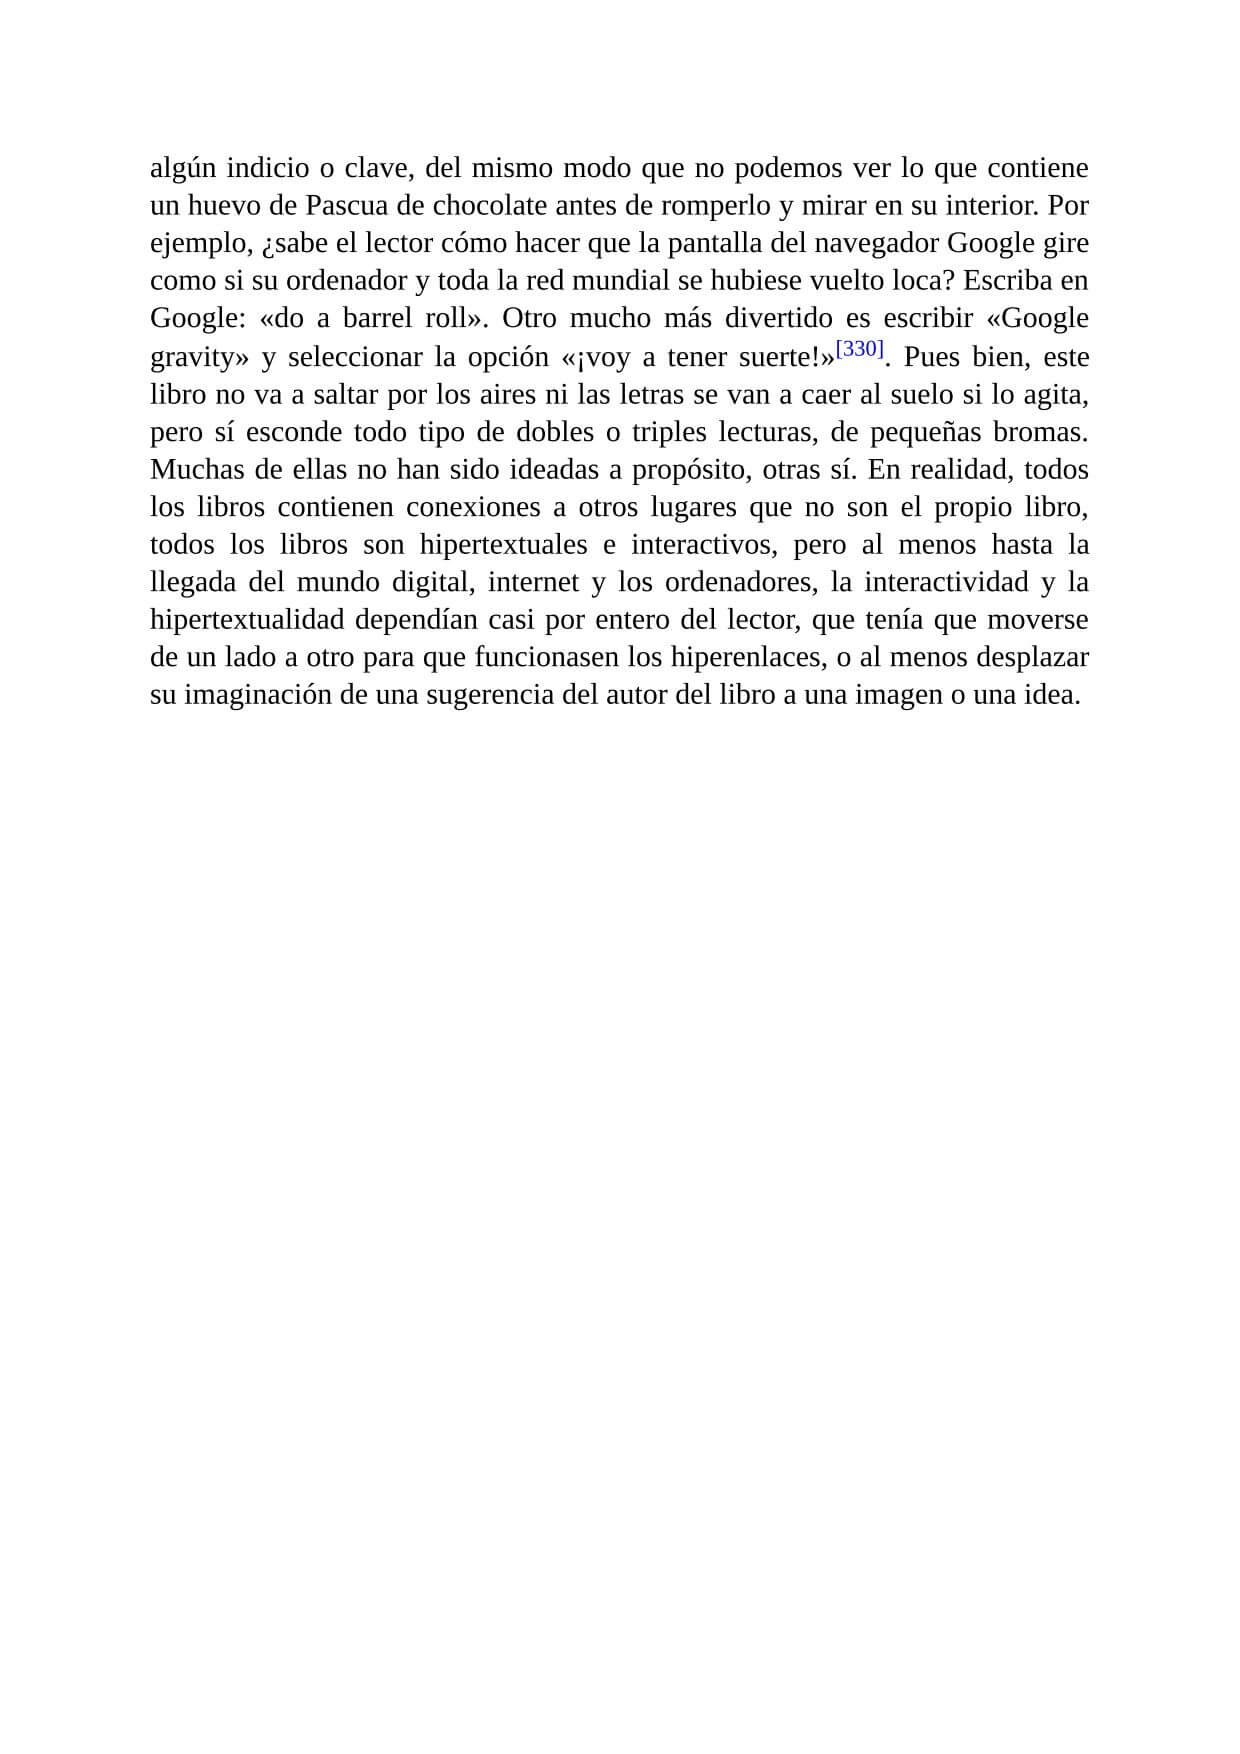 algún indicio o clave, del mismo modo que no podemos ver lo que contiene
un huevo de Pascua de chocolate antes de romperlo y mirar en su interior. Por
ejemplo, ¿sabe el lector cómo hacer que la pantalla del navegador Google gire
como si su ordenador y toda la red mundial se hubiese vuelto loca? Escriba en
Google: «do a barrel roll». Otro mucho más divertido es escribir «Google
gravity» y seleccionar la opción «¡voy a tener suerte!»[330]. Pues bien, este
libro no va a saltar por los aires ni las letras se van a caer al suelo si lo agita,
pero sí esconde todo tipo de dobles o triples lecturas, de pequeñas bromas.
Muchas de ellas no han sido ideadas a propósito, otras sí. En realidad, todos
los libros contienen conexiones a otros lugares que no son el propio libro,
todos los libros son hipertextuales e interactivos, pero al menos hasta la
llegada del mundo digital, internet y los ordenadores, la interactividad y la
hipertextualidad dependían casi por entero del lector, que tenía que moverse
de un lado a otro para que funcionasen los hiperenlaces, o al menos desplazar
su imaginación de una sugerencia del autor del libro a una imagen o una idea.